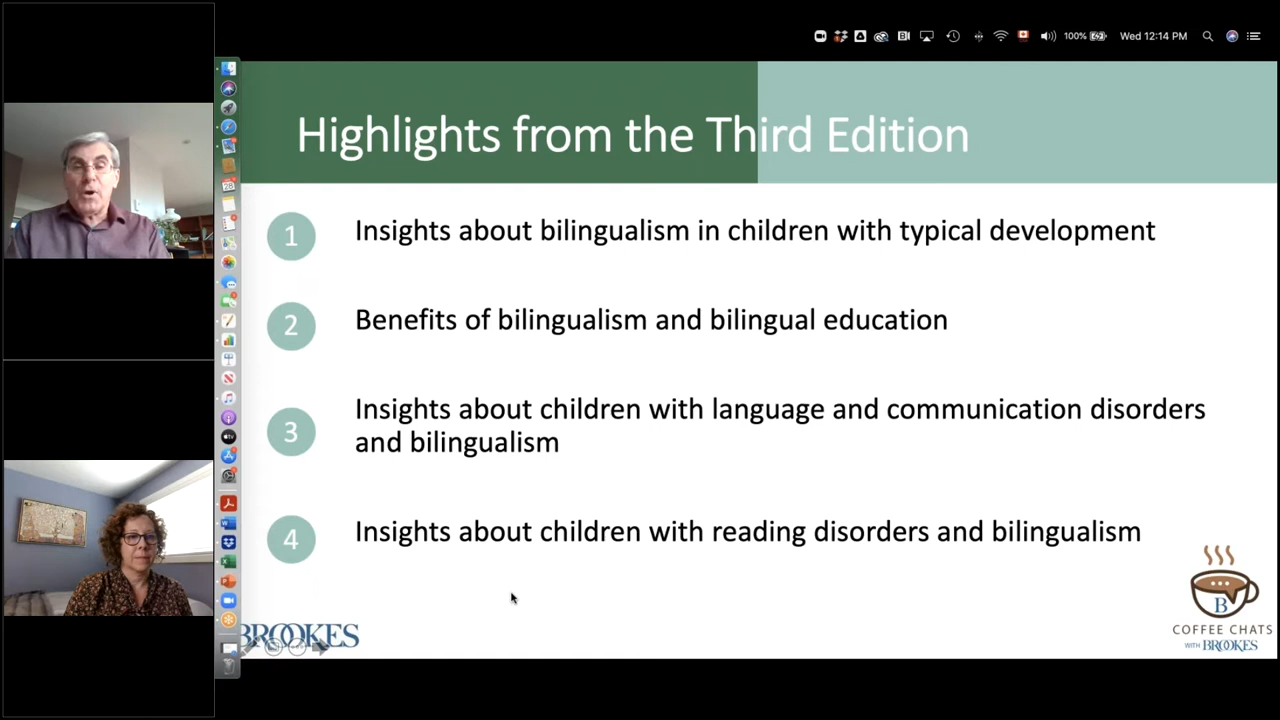 100%
Wed 12:14 PM
Highlights from the Third Edition
1
Insights about bilingualism in children with typical development
2
Benefits of bilingualism and bilingual education
3
Insights about children with language and communication disorders
and bilingualism
4
Insights about children with reading disorders and bilingualism
BROOKES
B
COFFEE CHATS
WITH BROOKES